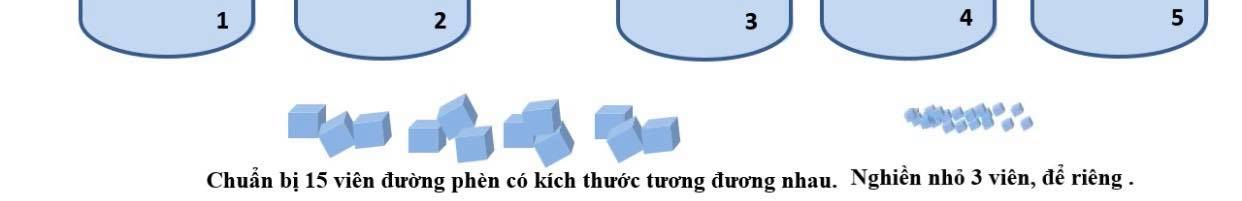 1 2 3 4 5
Chuẩn bị 15 viên đường phèn có kích thước tương đương nhau. Nghiền nhỏ 3 viên, để riêng .